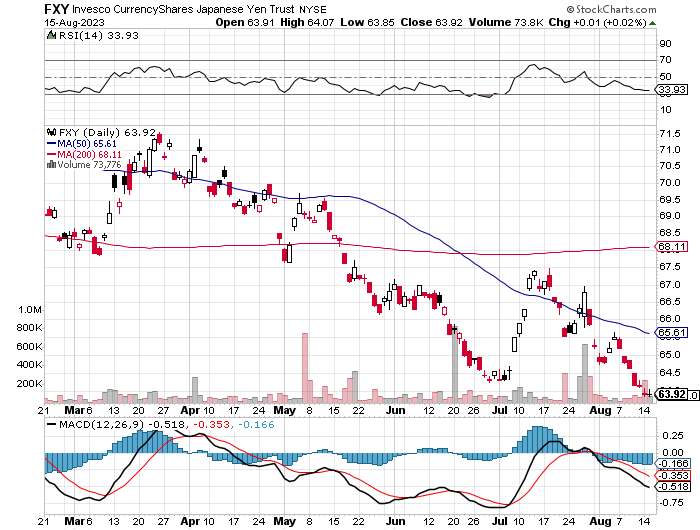 FXY Invesco CurrencyShares Japanese Yen Trust NYSE © StockCharts.com
15-Aug-2023 Open 63.91 High 64.07 Low 63.85 Close 63.92 Volume 73.8K Chg +0.01 (+0.02%)
RSI(14) 33.93
90
70
50
33.93
30
10
FXY (Daily) 63.92
MA(50) 65.61
MA(200) 68.11
Volume 73,776
71.5
71.0
70.5
70.0
69.5
69.0
68.5
68.11
67.5
67.0
66.5
66.0
65.61
65.0
64.5
63.92
1.0M
800K
600K
400K
200K
21 Mar 6 13 20 27 Apr 10 17 24 May 8 15 22 Jun 12 20 26 Jul 10 17 24 Aug 7 14
MACD(12,26,9) -0.518, -0.353, -0.166
0.25
0.00
-0.166
-0.353
-0.518
-0.75
21 Mar 6 13 20 27 Apr 10 17 24 May 8 15 22 Jun 12 20 26 Jul 10 17 24 Aug 7 14